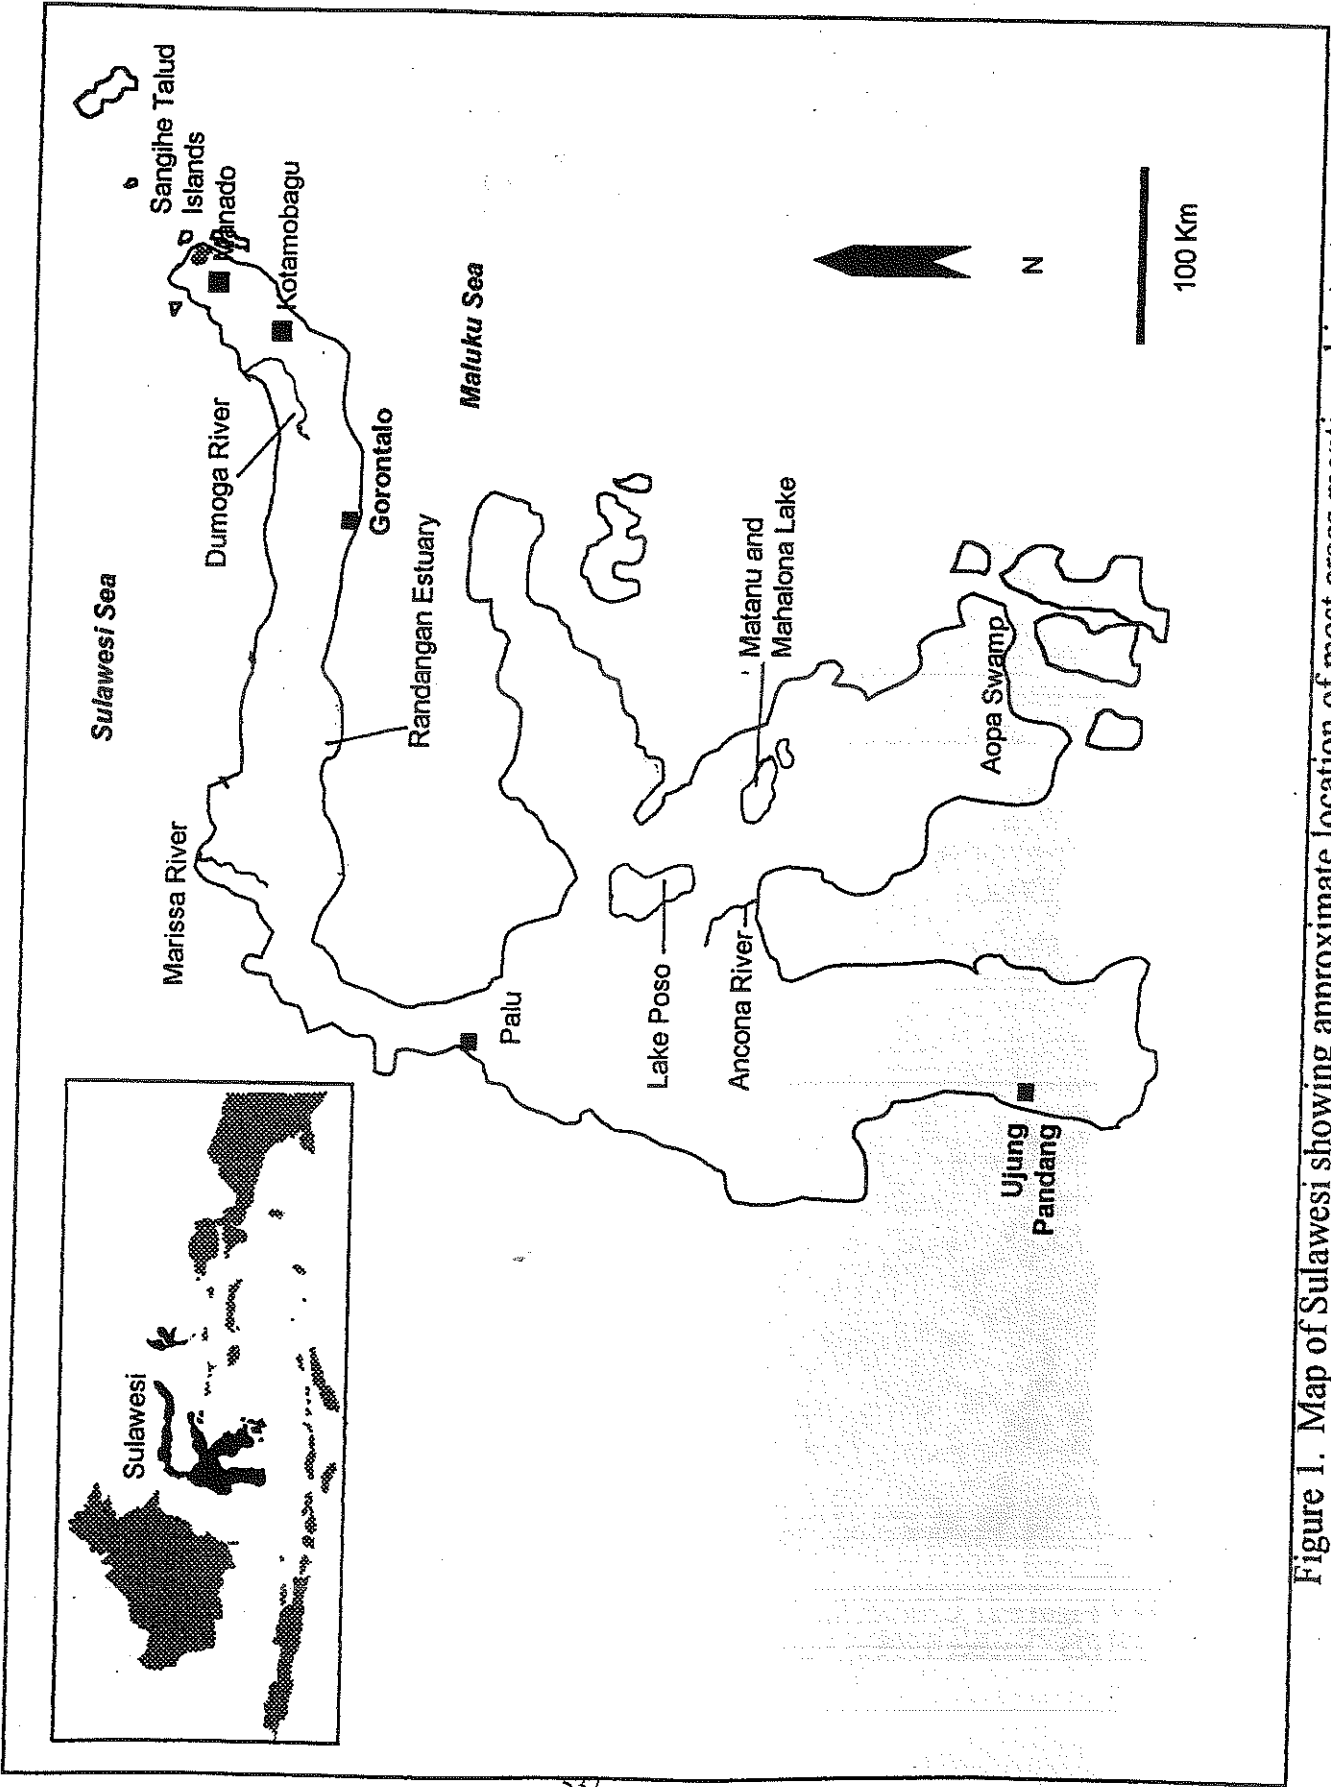 Sulawesi
Sulawesi Sea
Sangihe Talud
Islands
Manado
Kotamobagu
Dumoga River
Marissa River
Gorontalo
Randangan Estuary
Maluku Sea
Palu
Lake Poso
Ancona River
Matanu and
Mahalona Lake
Aopa Swamp
Ujung
Pandang
N
100 Km
Figure 1. Map of Sulawesi showing approximate location of most areas